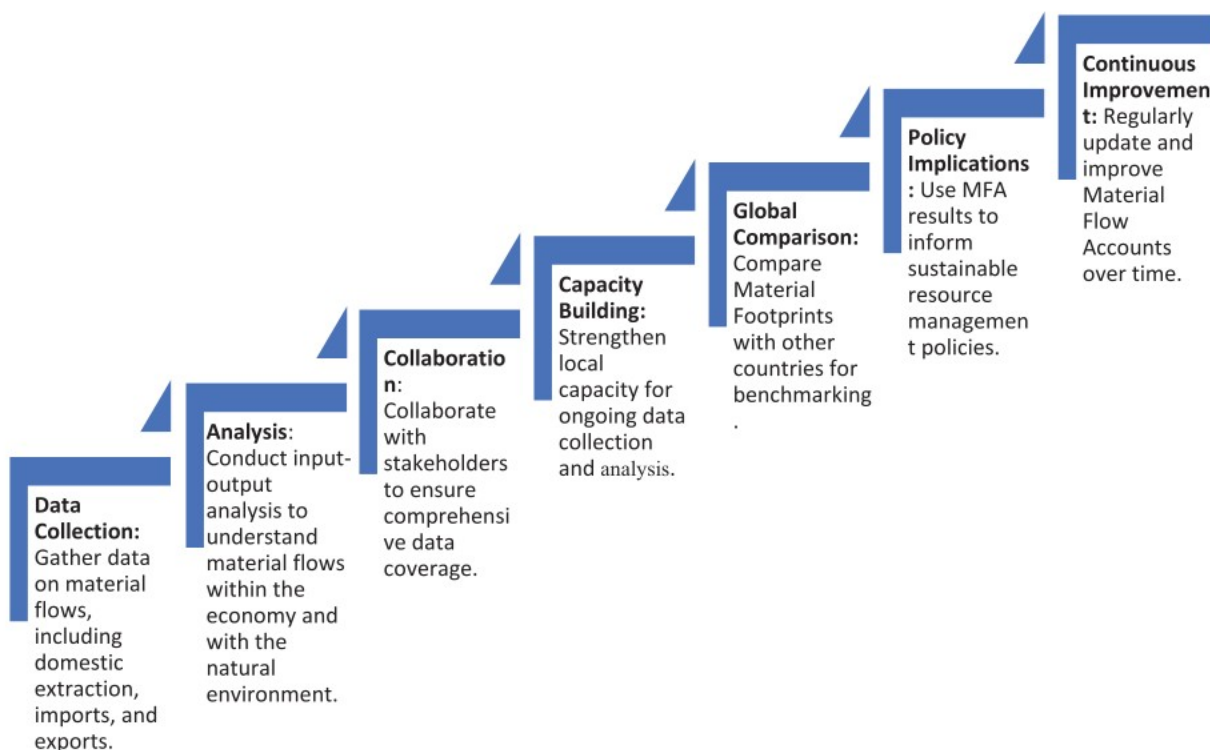 Data
Collection:
Gather data
on material
flows,
including
domestic
extraction,
imports, and
exports.
Analysis:
Conduct input-
output
analysis to
understand
material flows
within the
economy and
with the
natural
environment.
Collaboratio
n:
Collaborate
with
stakeholders
to ensure
comprehensi
ve data
coverage.
Capacity
Building:
Strengthen
local
capacity for
ongoing data
collection
and analysis.
Global
Comparison:
Compare
Material
Footprints
with other
countries for
benchmarking
.
Policy
Implications
: Use MFA
results to
inform
sustainable
resource
managemen
t policies.
Continuous
Improvemen
t: Regularly
update and
improve
Material
Flow
Accounts
over time.